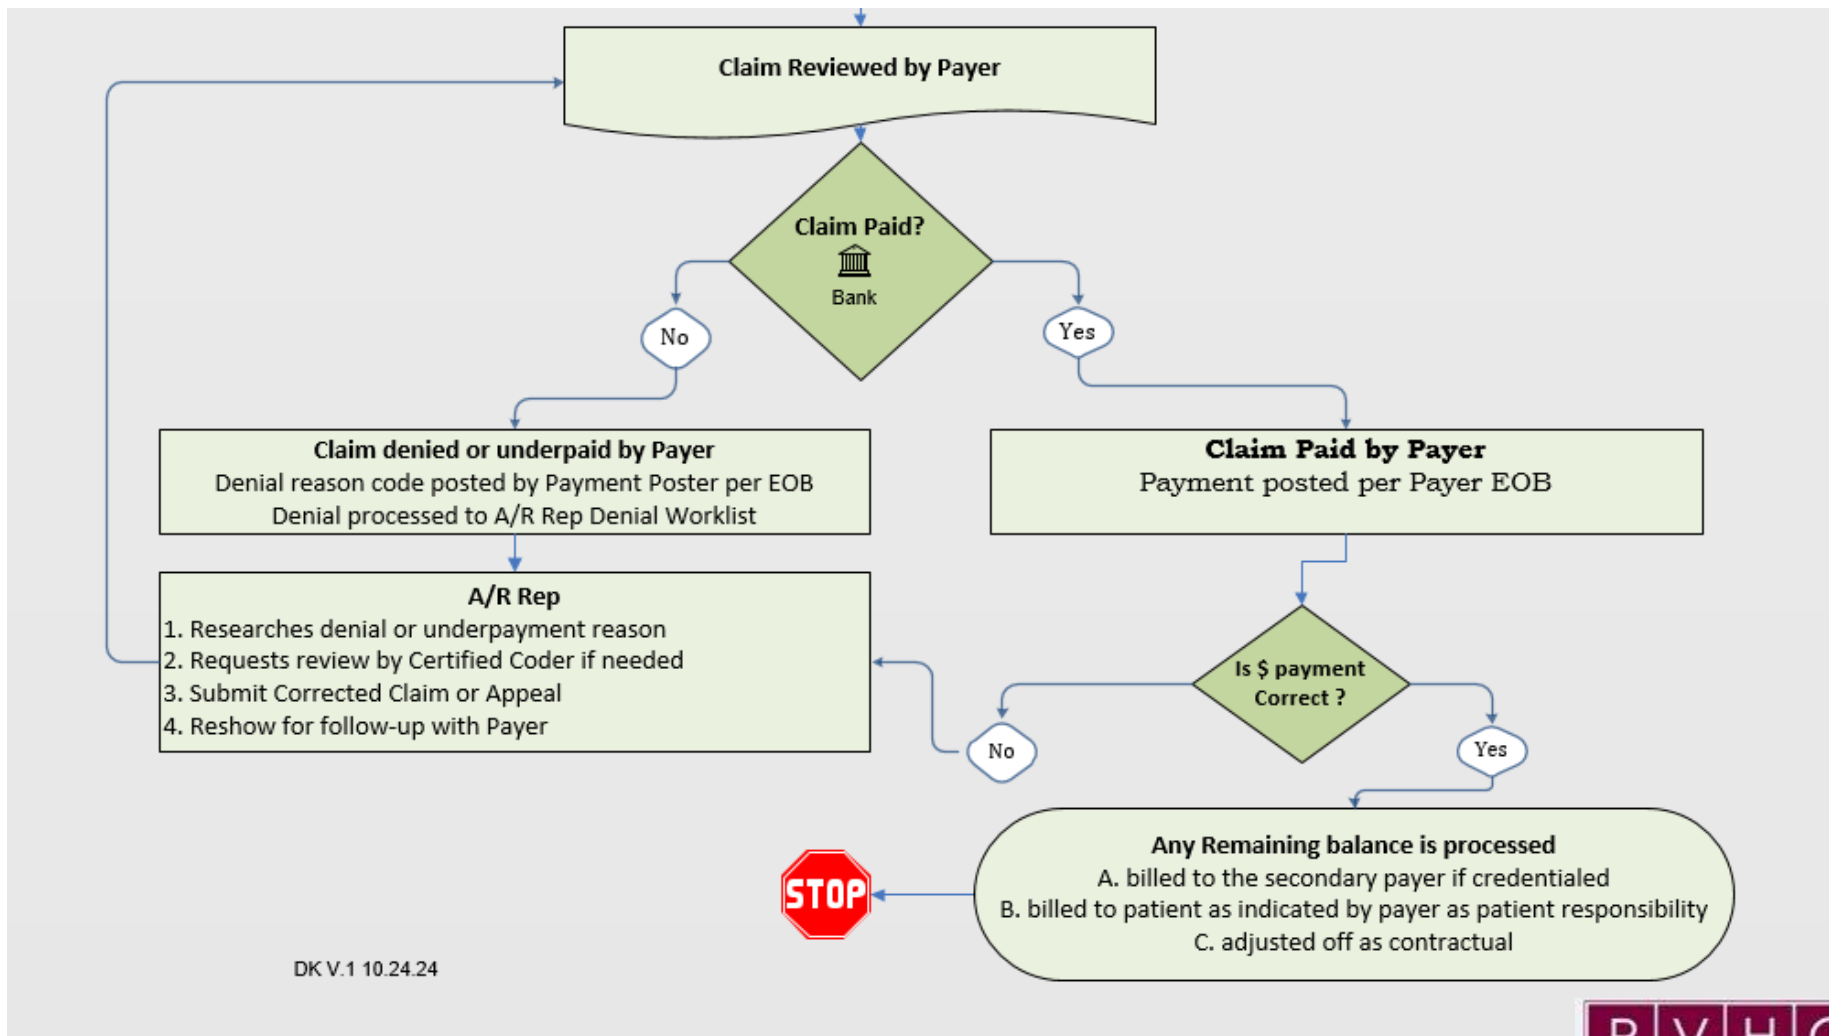 Claim Reviewed by Payer
Claim Paid?
Bank
No
Yes
Claim denied or underpaid by Payer
Denial reason code posted by Payment Poster per EOB
Denial processed to A/R Rep Denial Worklist
Claim Paid by Payer
Payment posted per Payer EOB
A/R Rep
1. Researches denial or underpayment reason
2. Requests review by Certified Coder if needed
3. Submit Corrected Claim or Appeal
4. Reshow for follow-up with Payer
Is $ payment
Correct ?
No
Yes
Any Remaining balance is processed
A. billed to the secondary payer if credentialed
B. billed to patient as indicated by payer as patient responsibility
C. adjusted off as contractual
STOP
DK V.1 10.24.24